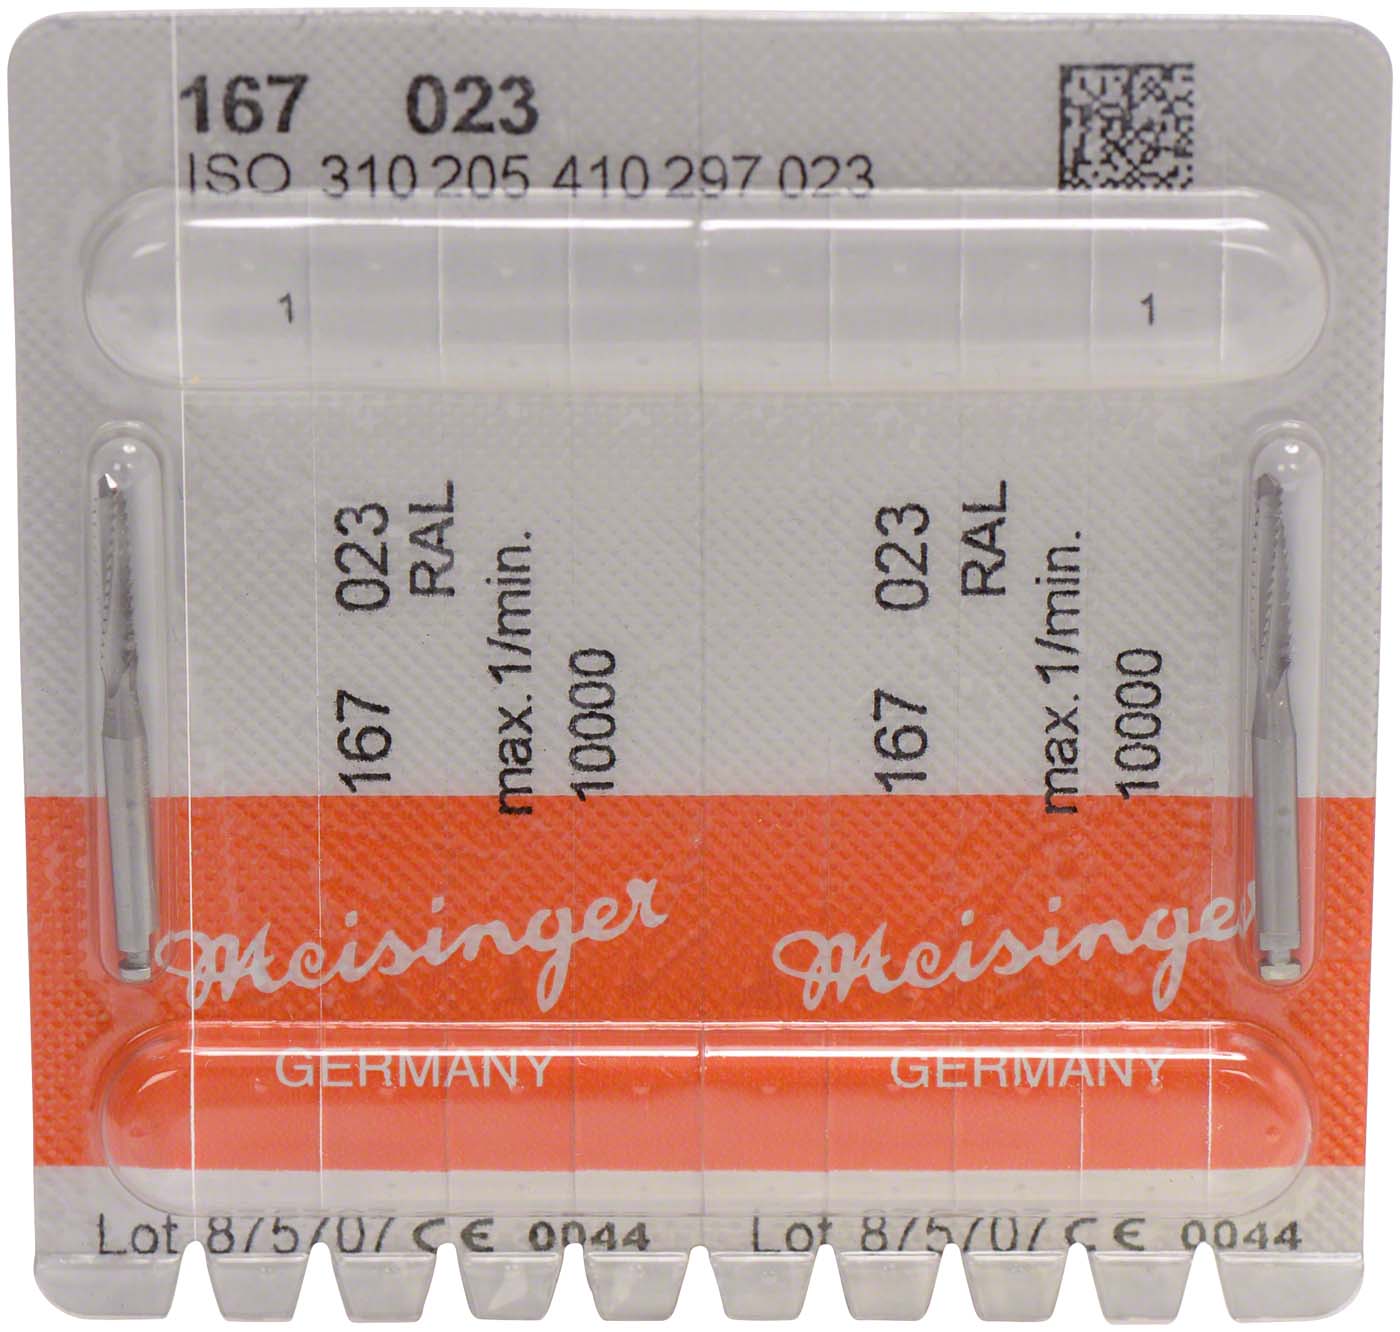 167 023
ISO 310 205 410 297 023
1
1
167 023
RAL
max. 1/min.
10000
167 023
RAL
max. 1/min.
10000
Meisinger
GERMANY
Meisinger
GERMANY
Lot 875707 CE 0044
Lot 875707 CE 0044